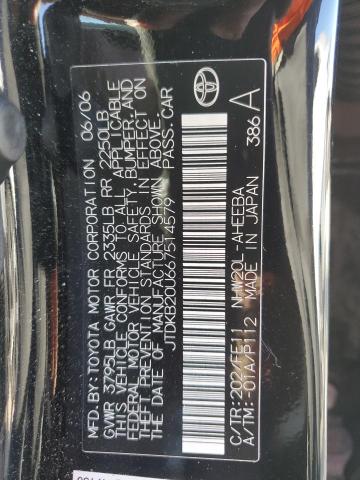 MFD.BY:TOYOTA MOTOR CORPORATION 06/06
GVWR 3795LB GAWR FR 2335LB RR 2250LB
THIS VEHICLE CONFORMS TO ALL APPLICABLE
FEDERAL MOTOR VEHICLE SAFETY, BUMPER, AND
THEFT PREVENTION STANDARDS IN EFFECT ON
THE DATE OF MANUFACTURE SHOWN ABOVE.
JTDKB20U667514579 PASS.CAR
TOYOTA
C/TR:202/FE11 NHW20L-AHEEBA
A/TM:-01A/P112 MADE IN JAPAN 386 A